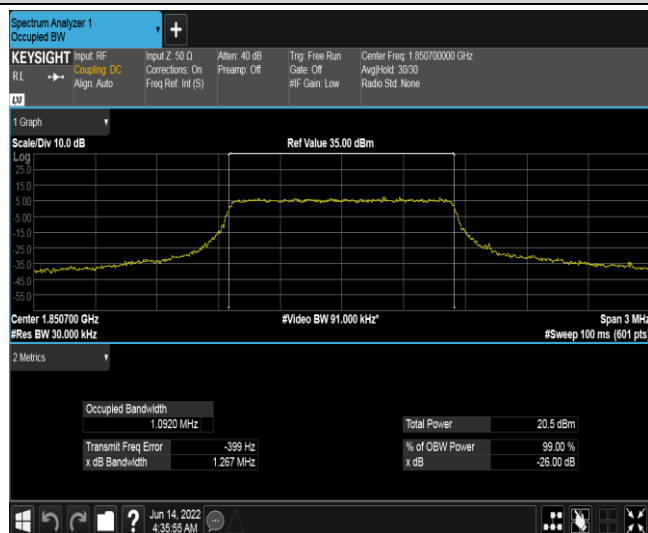 Spectrum Analyzer 1
Occupied BW
+
KEYSIGHT
RL
LXI
Input: RF
Coupling: DC
Align: Auto
Input Z: 50 Ω
Corrections: On
Freq Ref: Int (S)
Atten: 40 dB
Preamp: Off
Trig: Free Run
Gate: Off
#IF Gain: Low
Center Freq: 1.850700000 GHz
Avg|Hold: 30/30
Radio Std: None
1 Graph
Scale/Div 10.0 dB
Ref Value 35.00 dBm
Log
25.0
15.0
5.00
-5.00
-15.0
-25.0
-35.0
-45.0
-55.0
Center 1.850700 GHz
#Video BW 91.000 kHz*
Span 3 MHz
#Res BW 30.000 kHz
#Sweep 100 ms (601 pts)
2 Metrics
Occupied Bandwidth
1.0920 MHz
Total Power 20.5 dBm
Transmit Freq Error -399 Hz
% of OBW Power 99.00 %
x dB Bandwidth 1.267 MHz
x dB -26.00 dB
?
Jun 14, 2022
4:35:55 AM